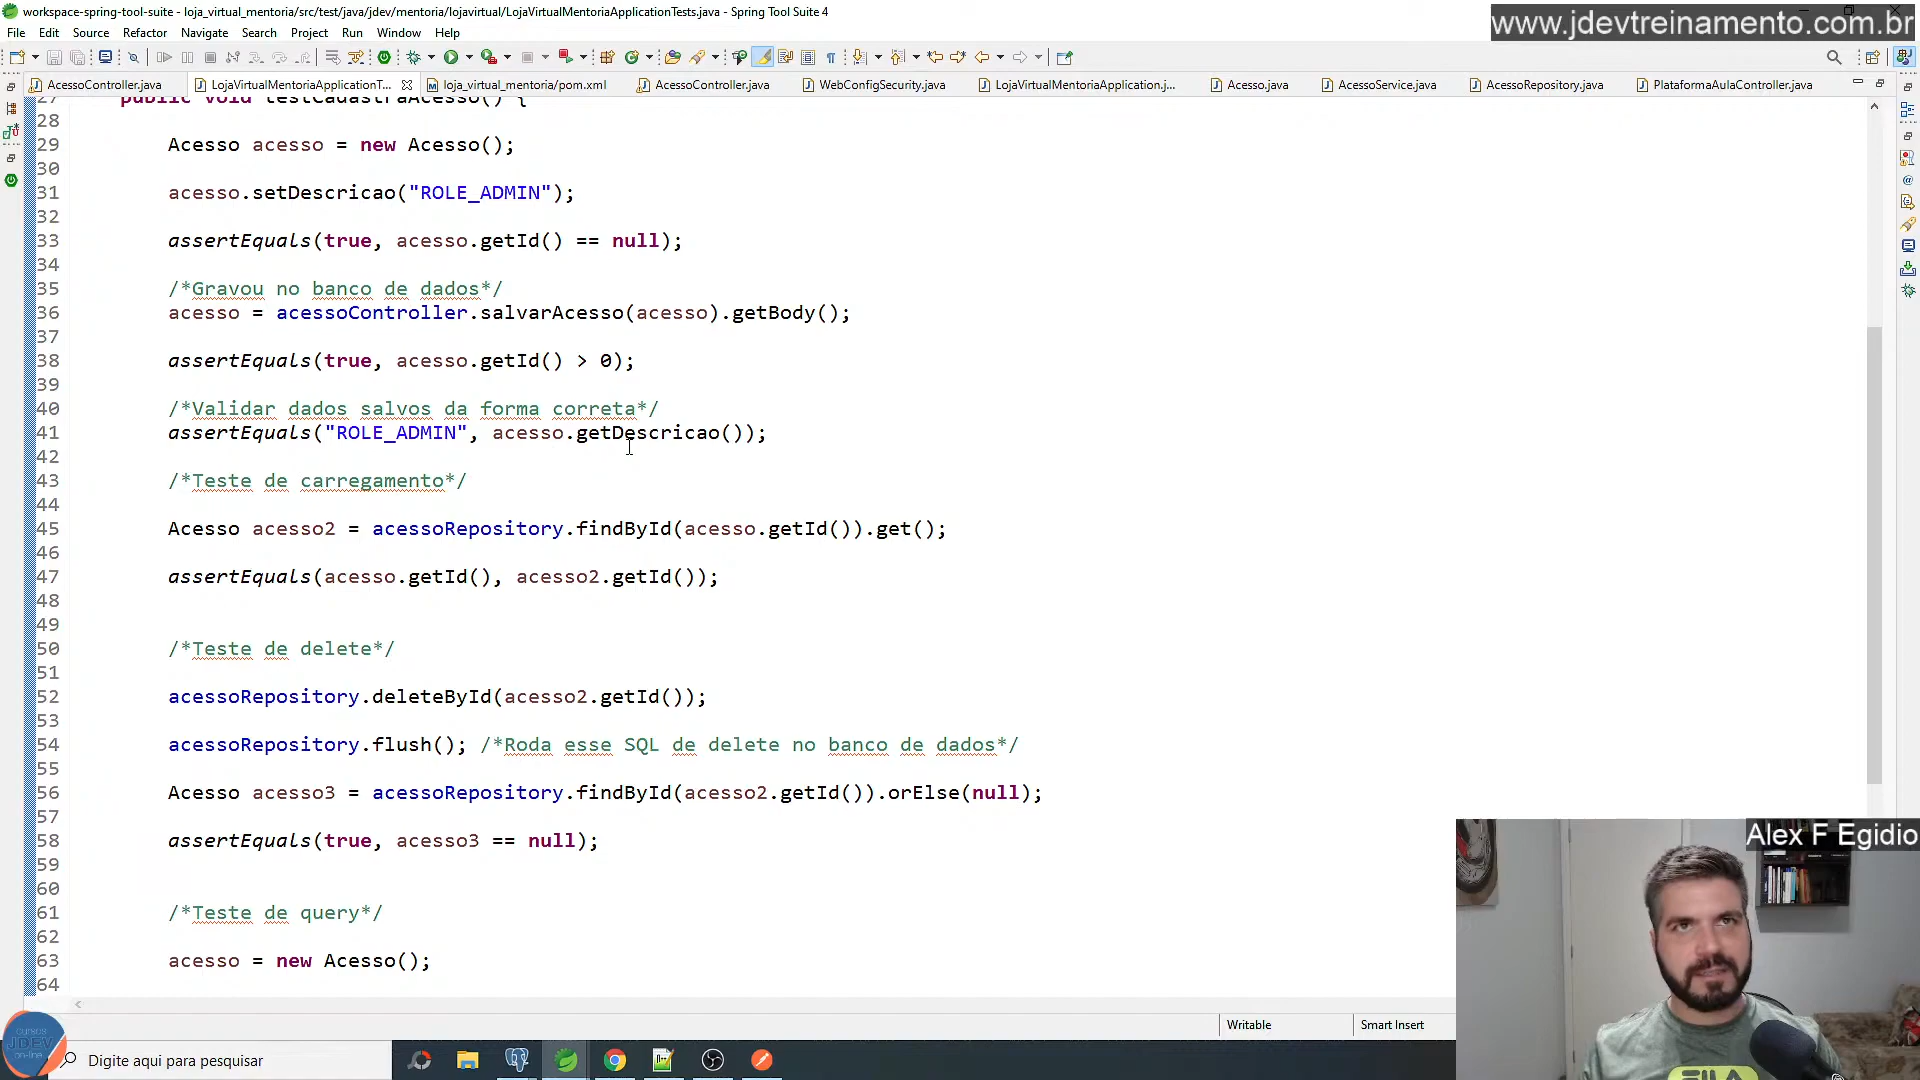 workspace-spring-tool-suite - loja_virtual_mentoria/src/test/java/jdev/mentoria/lojavirtual/LojaVirtualMentoriaApplicationTests.java - Spring Tool Suite 4
www.jdevtreinamento.com.br
File Edit Source Refactor Navigate Search Project Run Window Help
AcessoController.java LojaVirtualMentoriaApplicationT... loja_virtual_mentoria/pom.xml AcessoController.java WebConfigSecurity.java LojaVirtualMentoriaApplication.j... Acesso.java AcessoService.java AcessoRepository.java PlataformaAulaController.java
27 public void testCadastraAcesso() {
28
29 Acesso acesso = new Acesso();
30
31 acesso.setDescricao("ROLE_ADMIN");
32
33 assertEquals(true, acesso.getId() == null);
34
35 /*Gravou no banco de dados*/
36 acesso = acessoController.salvarAcesso(acesso).getBody();
37
38 assertEquals(true, acesso.getId() > 0);
39
40 /*Validar dados salvos da forma correta*/
41 assertEquals("ROLE_ADMIN", acesso.getDescricao());
42
43 /*Teste de carregamento*/
44
45 Acesso acesso2 = acessoRepository.findById(acesso.getId()).get();
46
47 assertEquals(acesso.getId(), acesso2.getId());
48
49
50 /*Teste de delete*/
51
52 acessoRepository.deleteById(acesso2.getId());
53
54 acessoRepository.flush(); /*Roda esse SQL de delete no banco de dados*/
55
56 Acesso acesso3 = acessoRepository.findById(acesso2.getId()).orElse(null);
57
58 assertEquals(true, acesso3 == null);
59
60
61 /*Teste de query*/
62
63 acesso = new Acesso();
64
Alex F Egidio
FILA
Writable Smart Insert
cursos
JDEV
on-line
Digite aqui para pesquisar